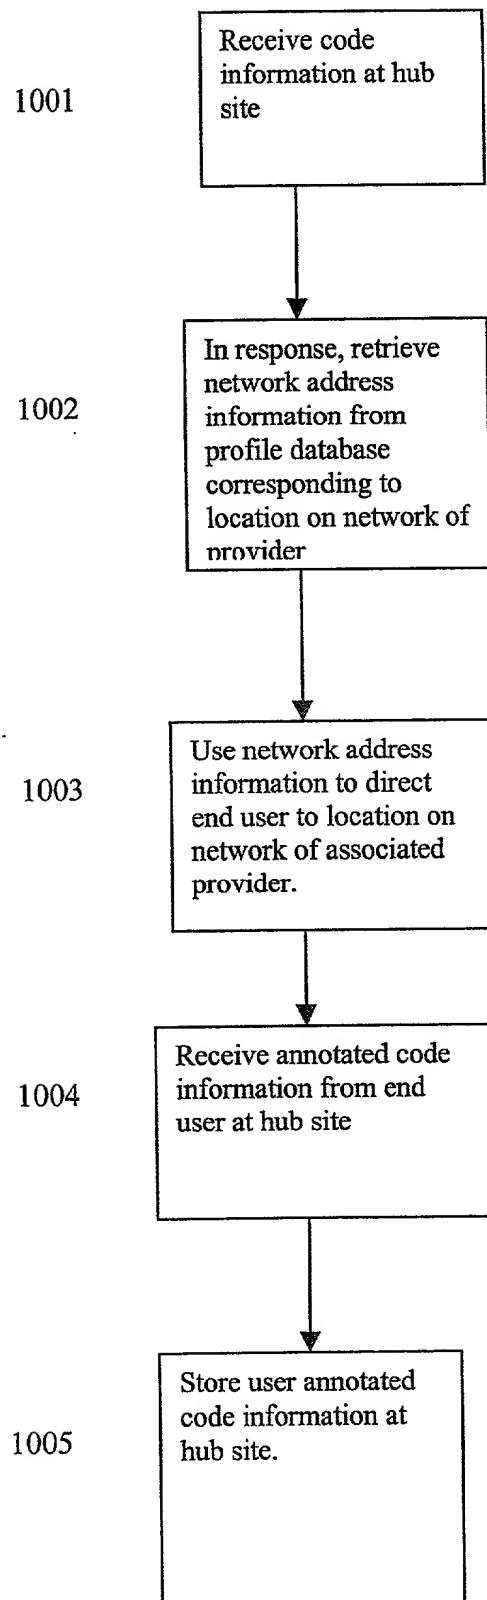 Receive code
information at hub
site
1001
In response, retrieve
network address
information from
profile database
corresponding to
location on network of
provider
1002
Use network address
information to direct
end user to location on
network of associated
provider.
1003
Receive annotated code
information from end
user at hub site
1004
Store user annotated
code information at
hub site.
1005